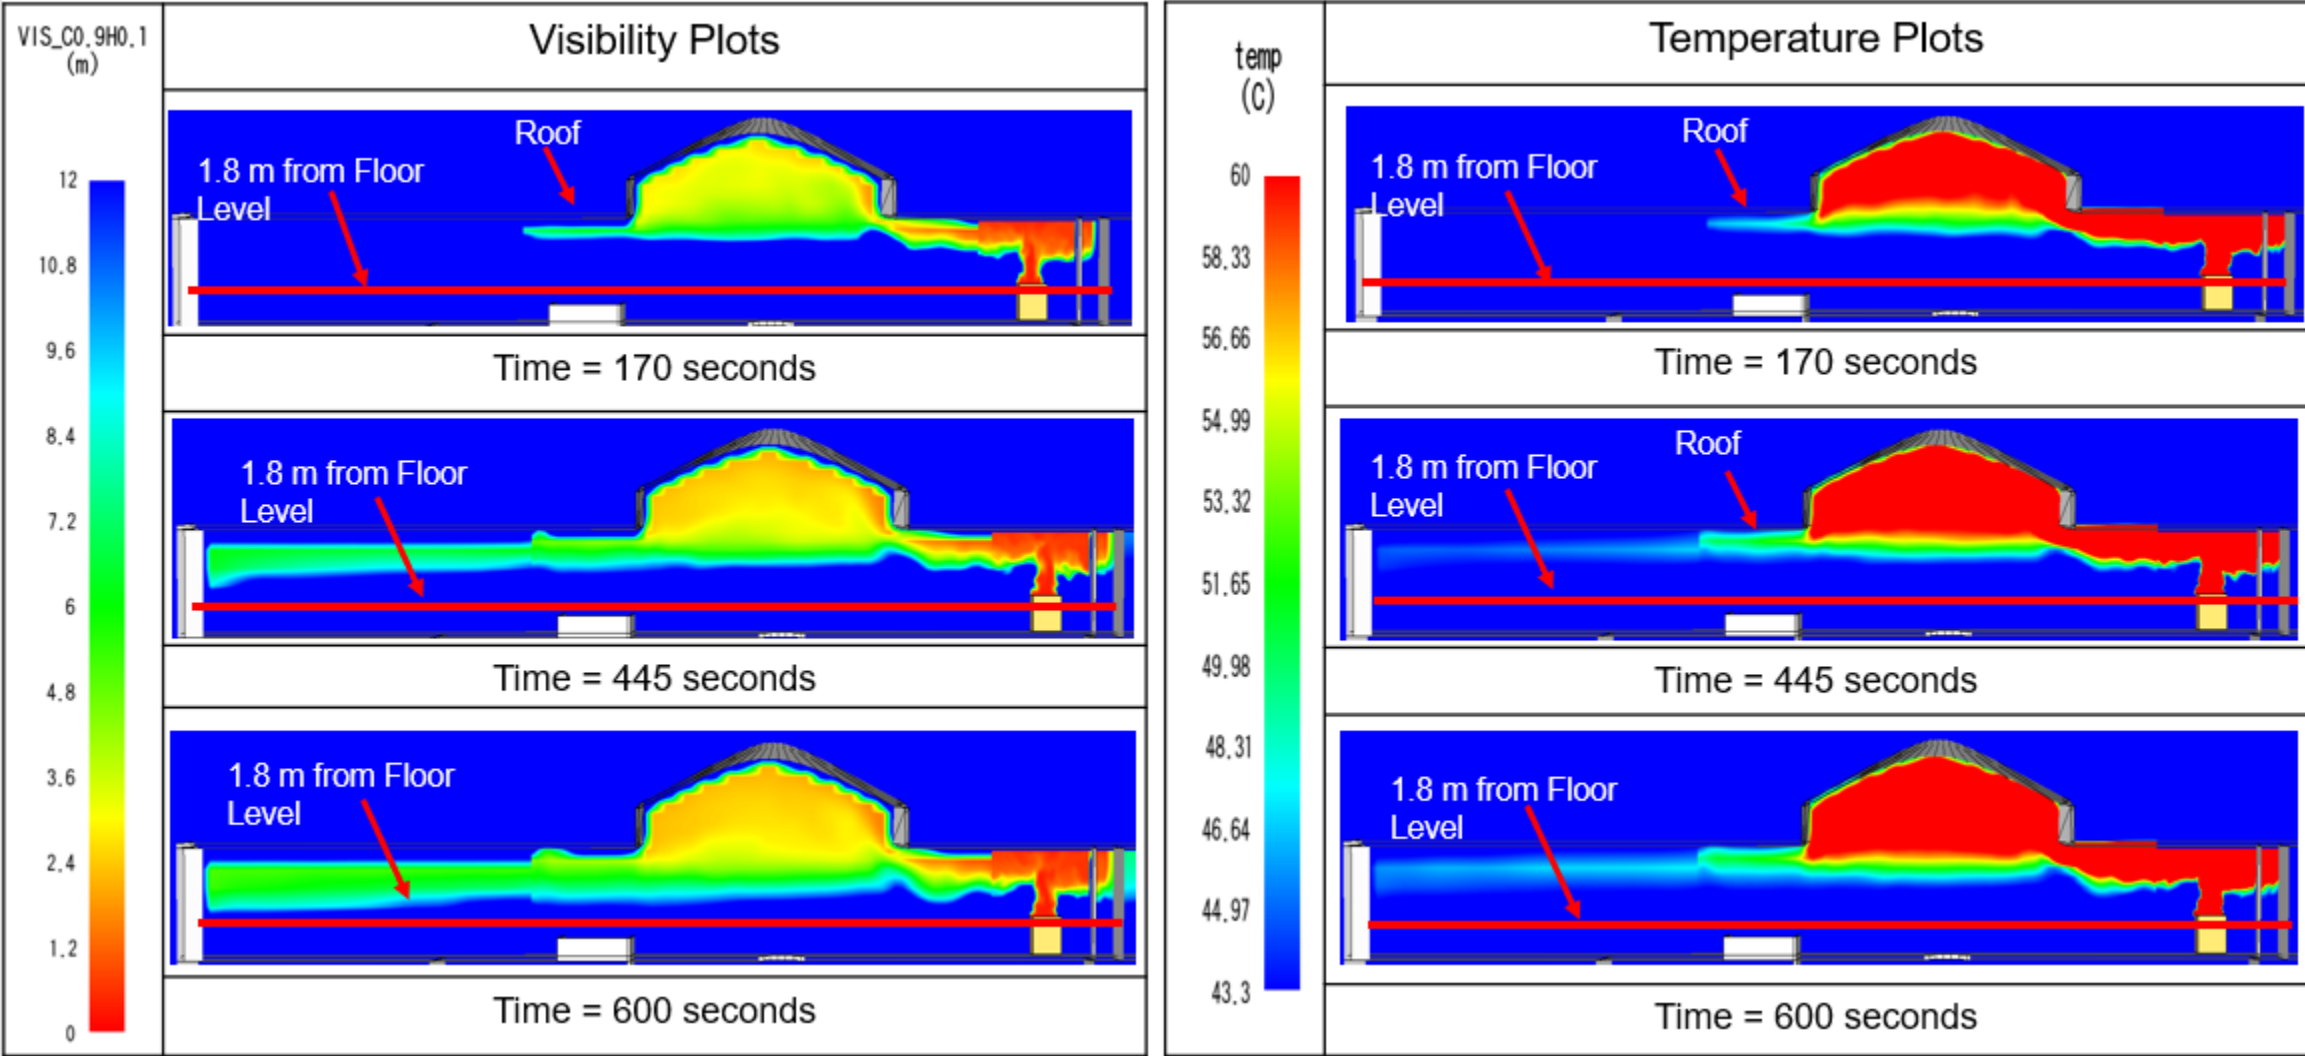 VIS_C0.9H0.1
(m)
12
10.8
9.6
8.4
7.2
6
4.8
3.6
2.4
1.2
0
Visibility Plots
Roof
1.8 m from Floor
Level
Time = 170 seconds
1.8 m from Floor
Level
Time = 445 seconds
1.8 m from Floor
Level
Time = 600 seconds
temp
(C)
60
58.33
56.66
54.99
53.32
51.65
49.98
48.31
46.64
44.97
43.3
Temperature Plots
Roof
1.8 m from Floor
Level
Time = 170 seconds
Roof
1.8 m from Floor
Level
Time = 445 seconds
1.8 m from Floor
Level
Time = 600 seconds